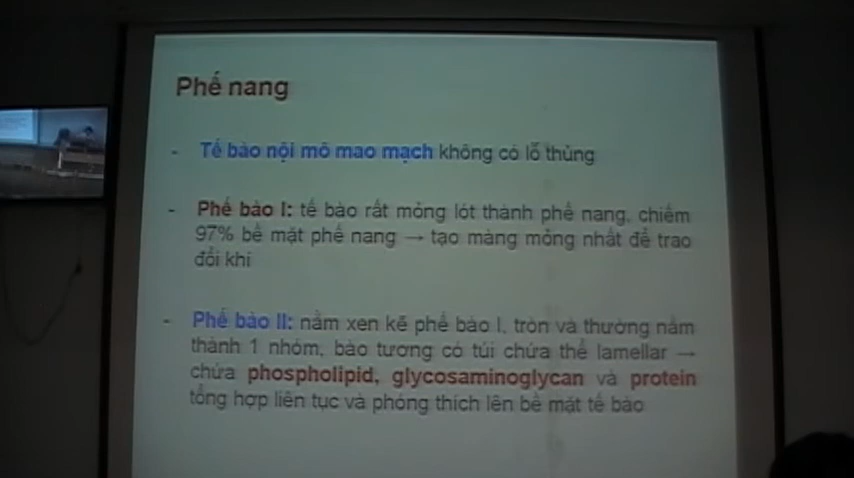 Phế nang
- Tế bào nội mô mao mạch không có lỗ thủng
- Phế bào I: tế bào rất mỏng lót thành phế nang, chiếm
97% bề mặt phế nang → tạo màng mỏng nhất để trao
đổi khí
- Phế bào II: nằm xen kẽ phế bào I, tròn và thường nằm
thành 1 nhóm, bào tương có túi chứa thể lamellar →
chứa phospholipid, glycosaminoglycan và protein
tổng hợp liên tục và phóng thích lên bề mặt tế bào